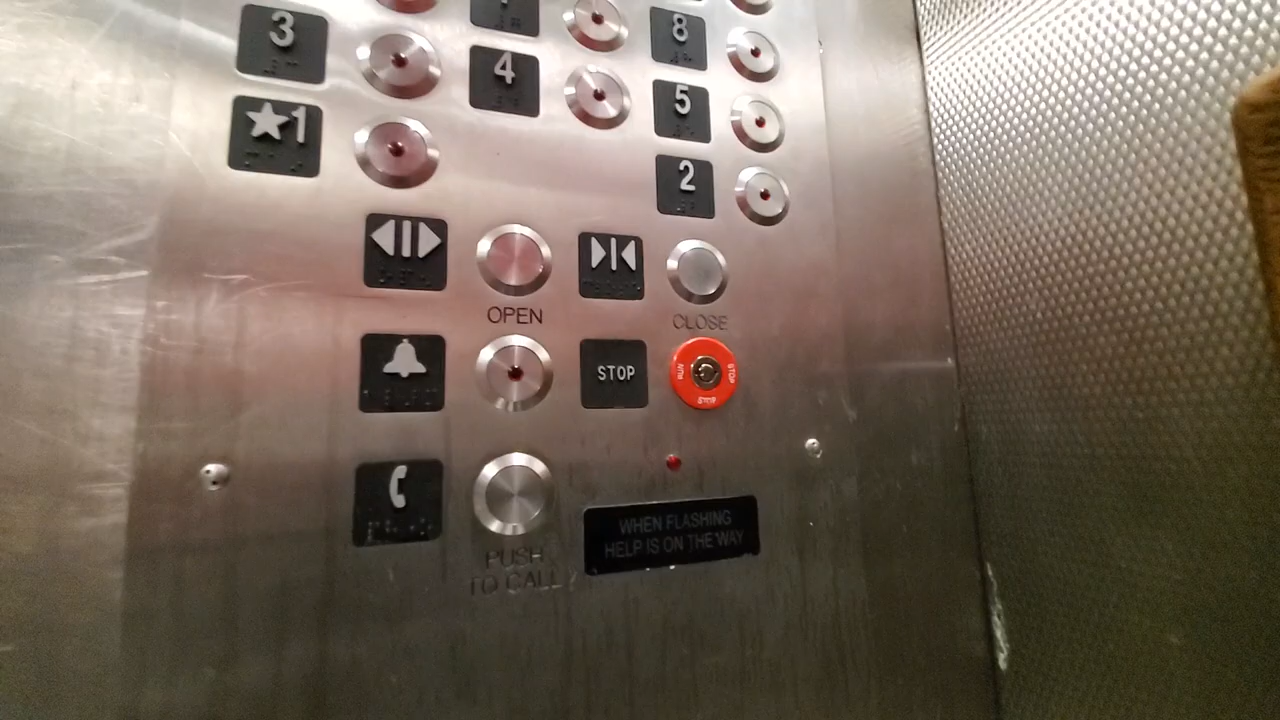 8
3
4
5
★1
2
OPEN
CLOSE
STOP
RUN
STOP
STOP
PUSH
TO CALL
WHEN FLASHING
HELP IS ON THE WAY